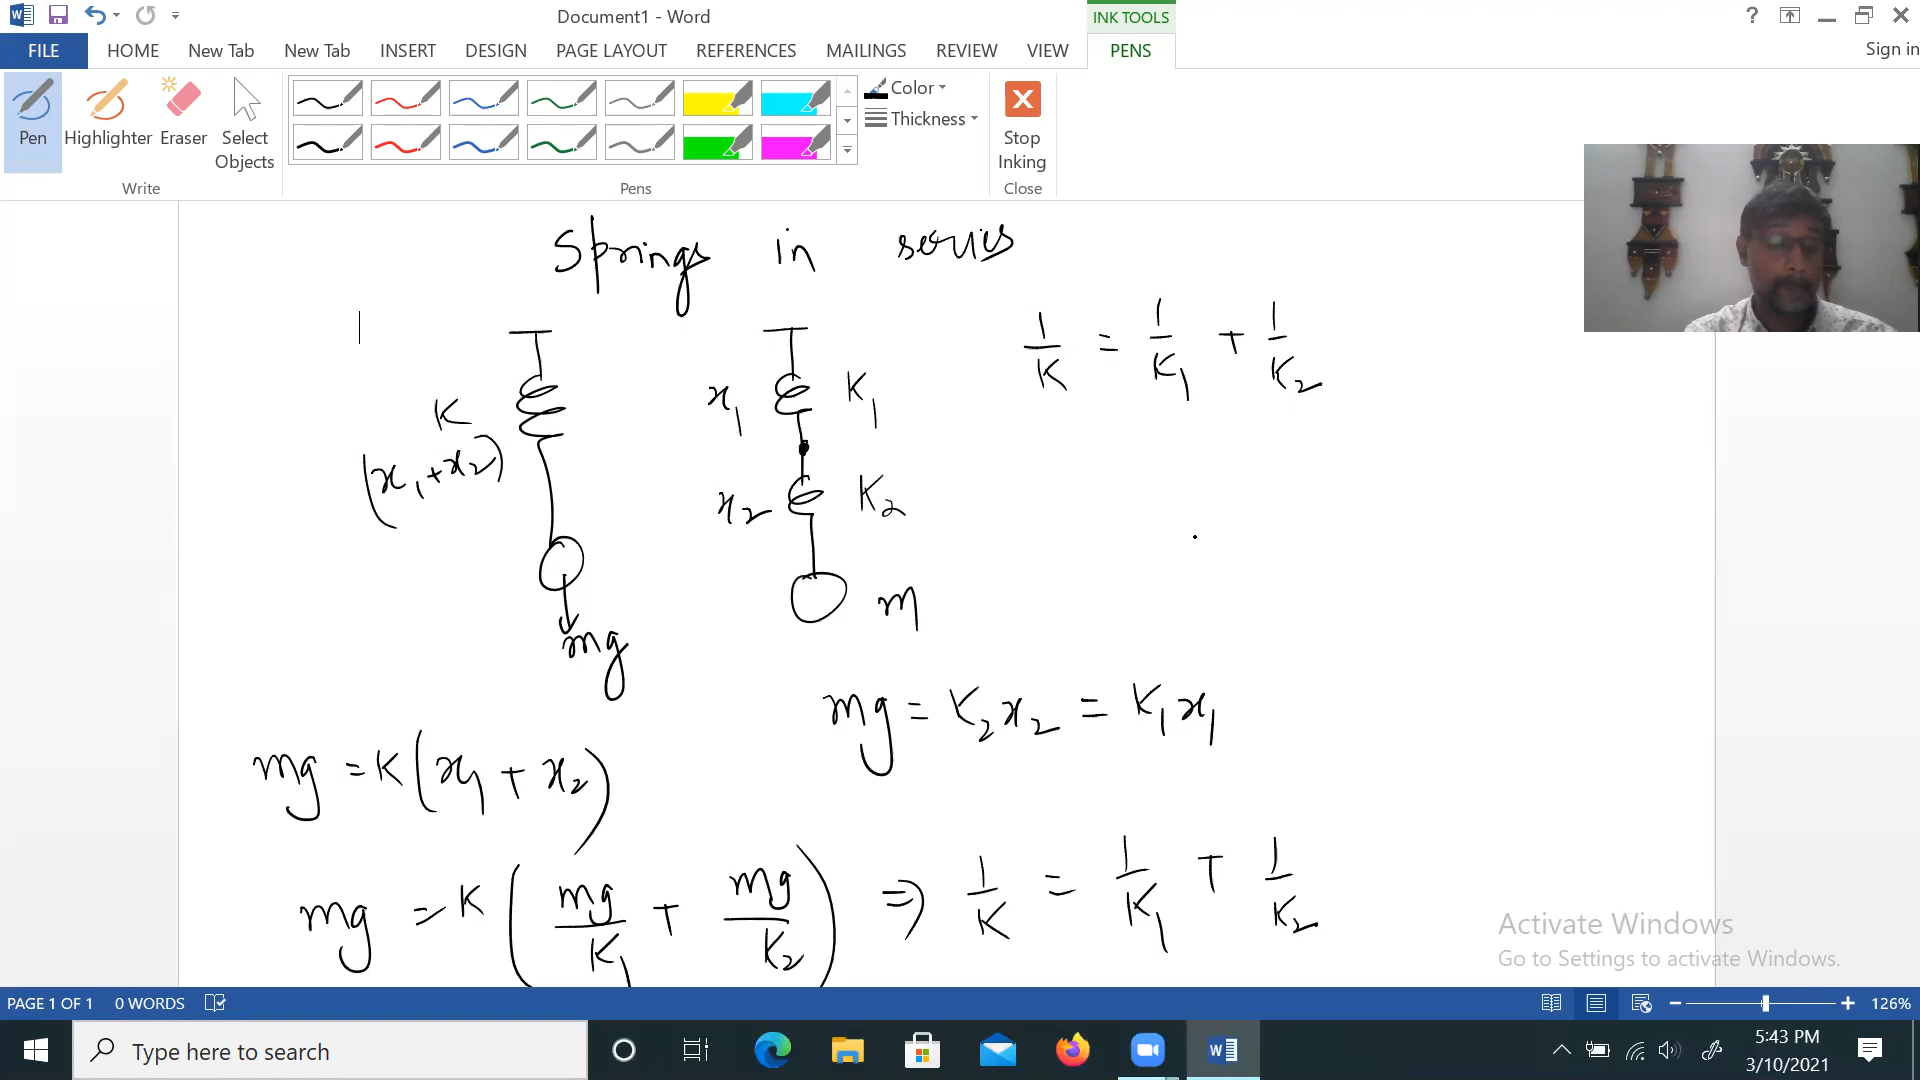 Document1 - Word
INK TOOLS
FILE HOME New Tab New Tab INSERT DESIGN PAGE LAYOUT REFERENCES MAILINGS REVIEW VIEW PENS
Sign in
Pen
Highlighter
Eraser
Select Objects
Color
Thickness
Stop Inking
Write
Pens
Close
Springs in series
K
(x₁+x₂)
mg
x₁ K₁
x₂ K₂
m
1/K = 1/K₁ + 1/K₂
mg = K₂x₂ = K₁x₁
mg = K(x₁ + x₂)
mg = K(mg/K₁ + mg/K₂) ⇒ 1/K = 1/K₁ + 1/K₂
Activate Windows
Go to Settings to activate Windows.
PAGE 1 OF 1 0 WORDS
126%
Type here to search
5:43 PM
3/10/2021